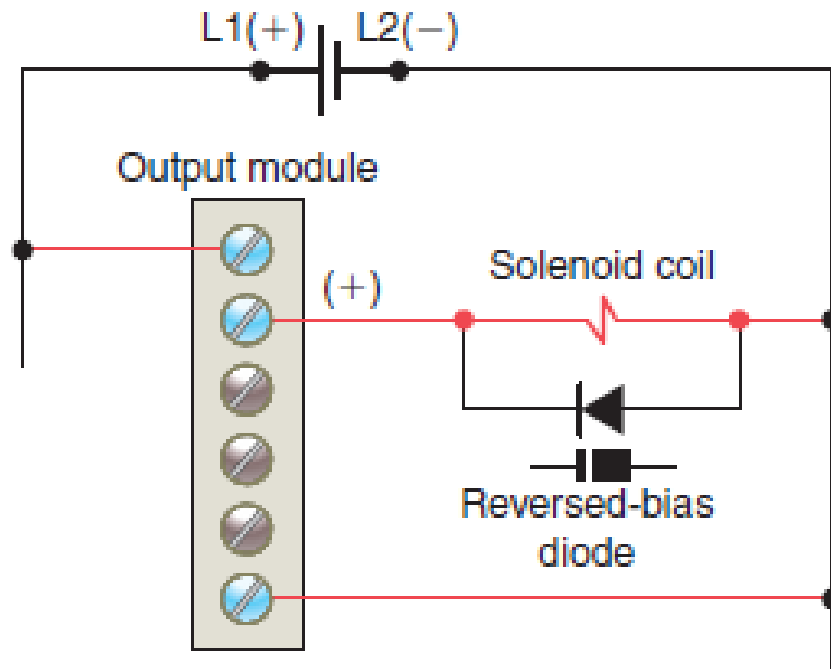 L1(+) L2(−)
Output module
(+)
Solenoid coil
Reversed-bias
diode